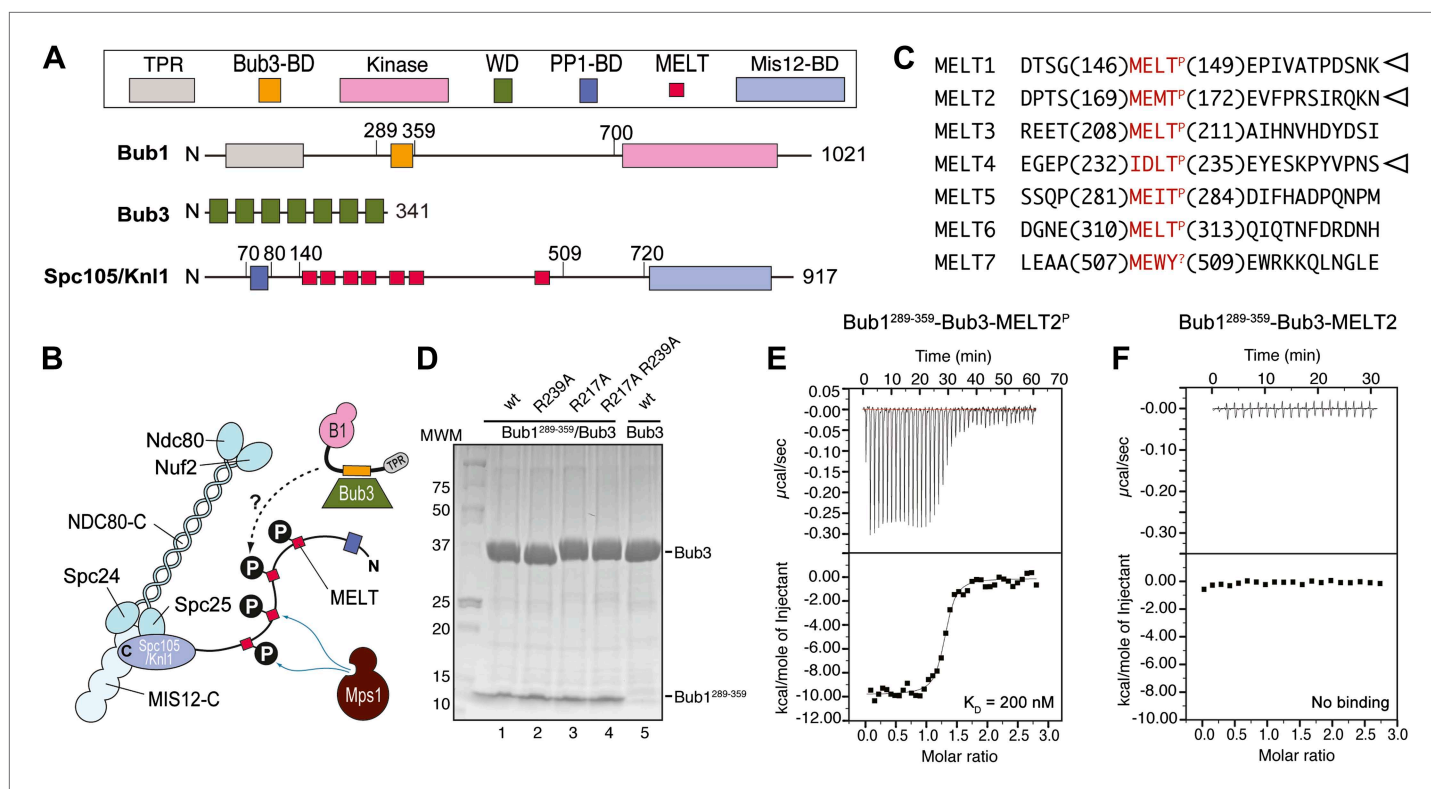 A
TPR Bub3-BD Kinase WD PP1-BD MELT Mis12-BD
289 359 700
Bub1 N 1021
Bub3 N 341
70 80 140 509 720
Spc105/Knl1 N 917
C
MELT1 DTSG(146)MELTᴾ(149)EPIVATPDSNK
MELT2 DPTS(169)MEMTᴾ(172)EVFPRSIRQKN
MELT3 REET(208)MELTᴾ(211)AIHNVHDYDSI
MELT4 EGEP(232)IDLTᴾ(235)EYESKPYVPNS
MELT5 SSQP(281)MEITᴾ(284)DIFHADPQNPM
MELT6 DGNE(310)MELTᴾ(313)QIQTNFDRDNH
MELT7 LEAA(507)MEWY?(509)EWRKKQLNGLE
B
Ndc80
Nuf2
NDC80-C
Spc24
Spc25
C
Spc105
/Knl1
MIS12-C
B1
TPR
Bub3
?
P
P
P
P
N
MELT
Mps1
D
wt R239A R217A R217A R239A wt
Bub1²⁸⁹⁻³⁵⁹/Bub3 Bub3
MWM
75
50
37
25
20
15
10
Bub3
Bub1²⁸⁹⁻³⁵⁹
1 2 3 4 5
E
Bub1²⁸⁹⁻³⁵⁹-Bub3-MELT2ᴾ
Time (min)
0 10 20 30 40 50 60 70
0.05
-0.00
-0.05
-0.10
-0.15
-0.20
-0.25
-0.30
µcal/sec
0.00
-2.00
-4.00
-6.00
-8.00
-10.00
-12.00
kcal/mole of Injectant
K_D = 200 nM
0.0 0.5 1.0 1.5 2.0 2.5 3.0
Molar ratio
F
Bub1²⁸⁹⁻³⁵⁹-Bub3-MELT2
Time (min)
0 10 20 30
-0.00
-0.10
-0.20
-0.30
µcal/sec
0.00
-2.00
-4.00
-6.00
-8.00
-10.00
kcal/mole of Injectant
No binding
0.0 0.5 1.0 1.5 2.0 2.5 3.0
Molar ratio